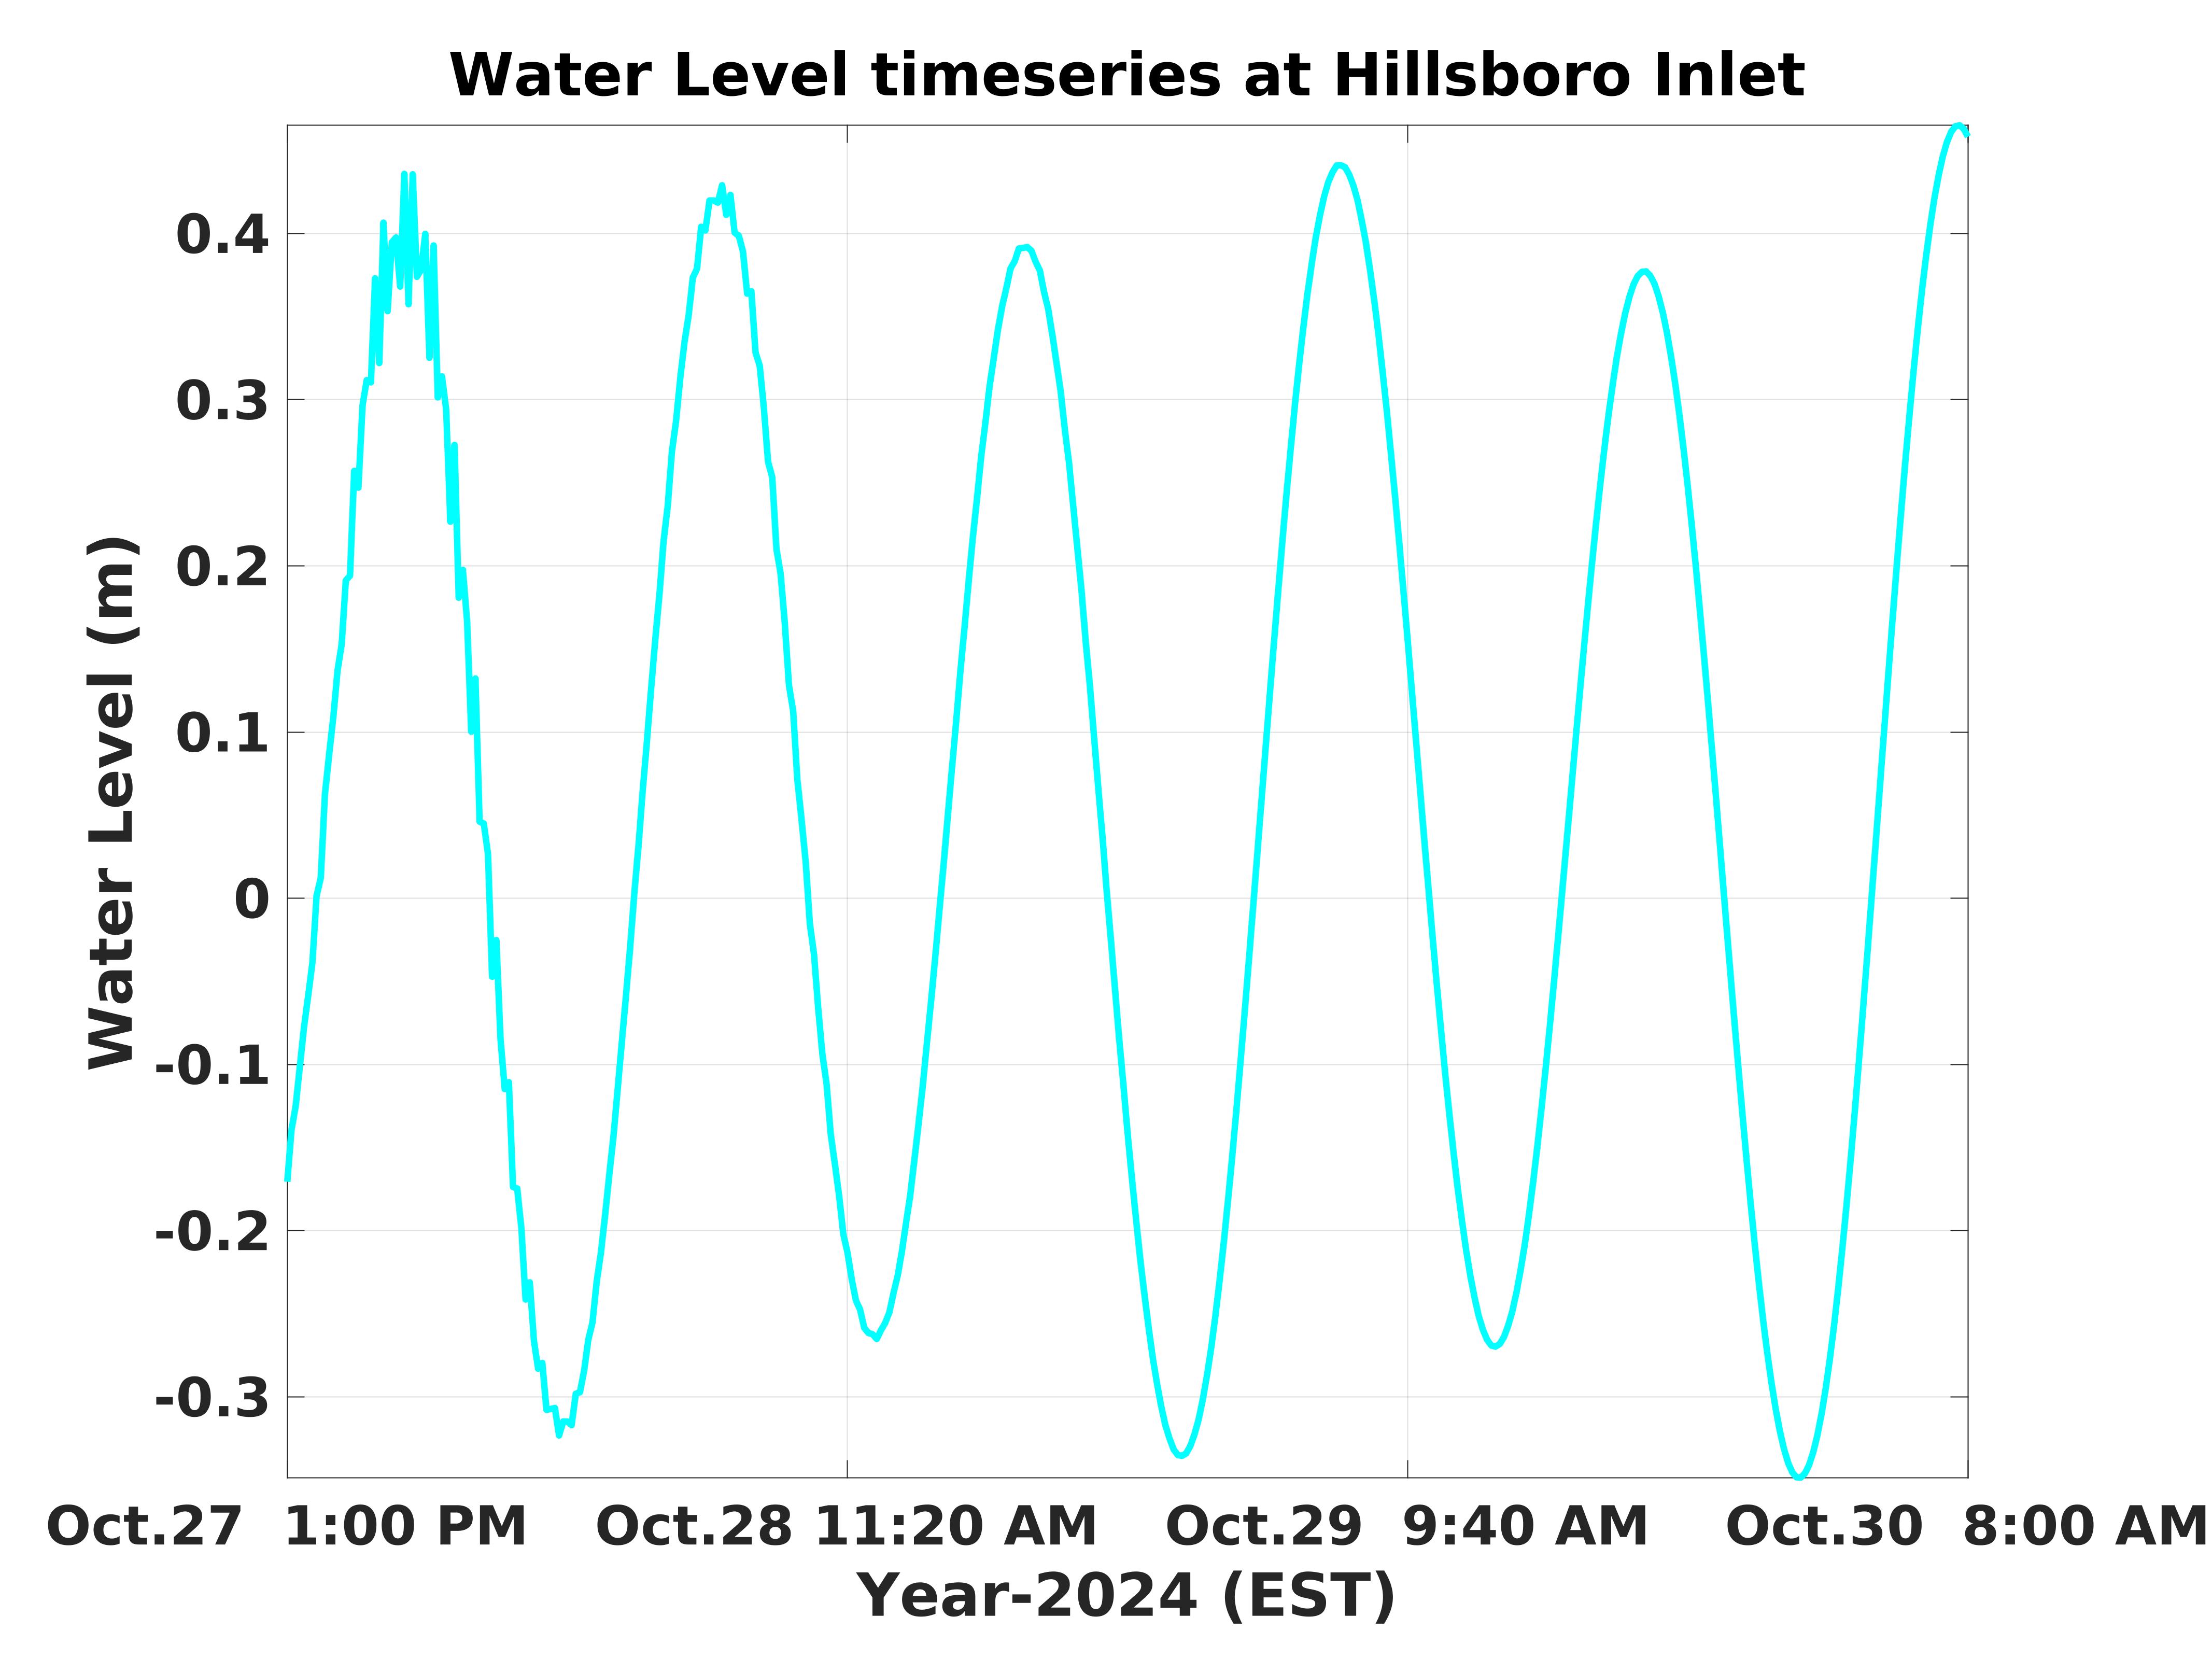 Water Level timeseries at Hillsboro Inlet
Water Level (m)
0.4
0.3
0.2
0.1
0
-0.1
-0.2
-0.3
Oct.27 1:00 PM Oct.28 11:20 AM Oct.29 9:40 AM Oct.30 8:00 AM
Year-2024 (EST)